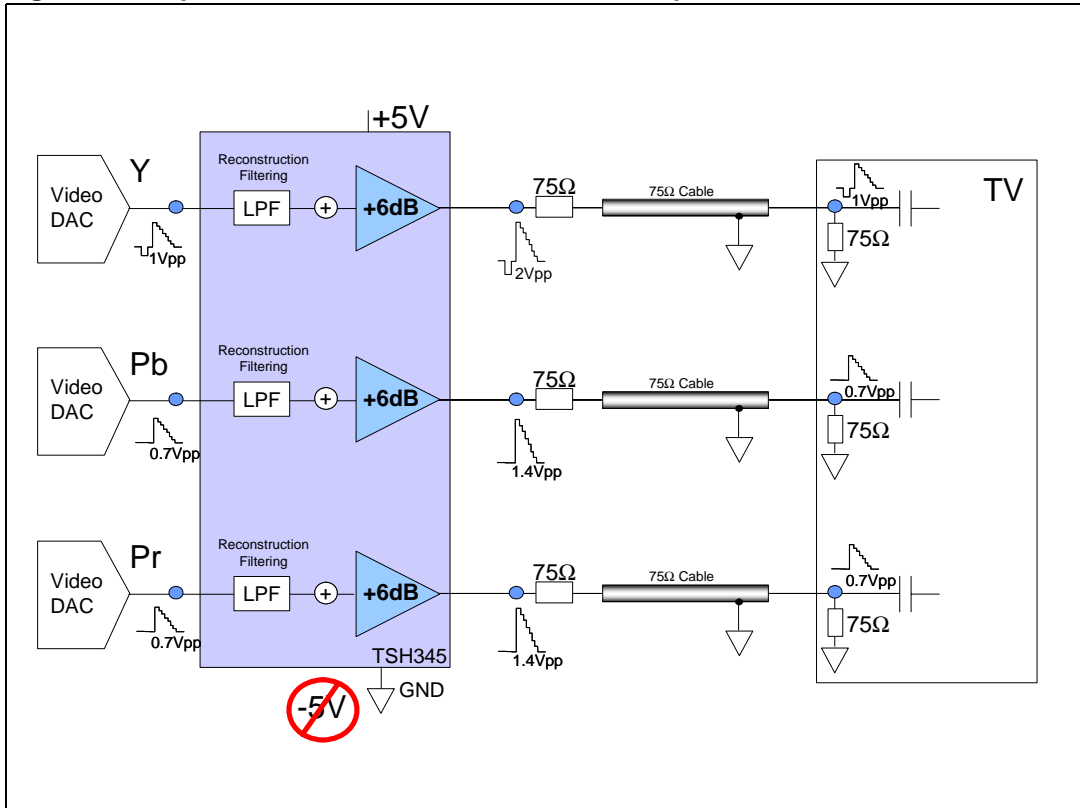 +5V
Y
Video
DAC
1Vpp
Reconstruction
Filtering
LPF
+
+6dB
2Vpp
75Ω
75Ω Cable
1Vpp
75Ω
TV
Pb
Video
DAC
0.7Vpp
Reconstruction
Filtering
LPF
+
+6dB
1.4Vpp
75Ω
75Ω Cable
0.7Vpp
75Ω
Pr
Video
DAC
0.7Vpp
Reconstruction
Filtering
LPF
+
+6dB
1.4Vpp
75Ω
75Ω Cable
0.7Vpp
75Ω
TSH345
GND
-5V